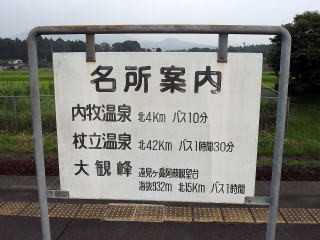 名所案内
内牧温泉 北4Km バス10分
杖立温泉 北42Km バス1時間30分
大観峰 遠見ヶ鼻阿蘇展望台
海抜932m 北15Km バス1時間